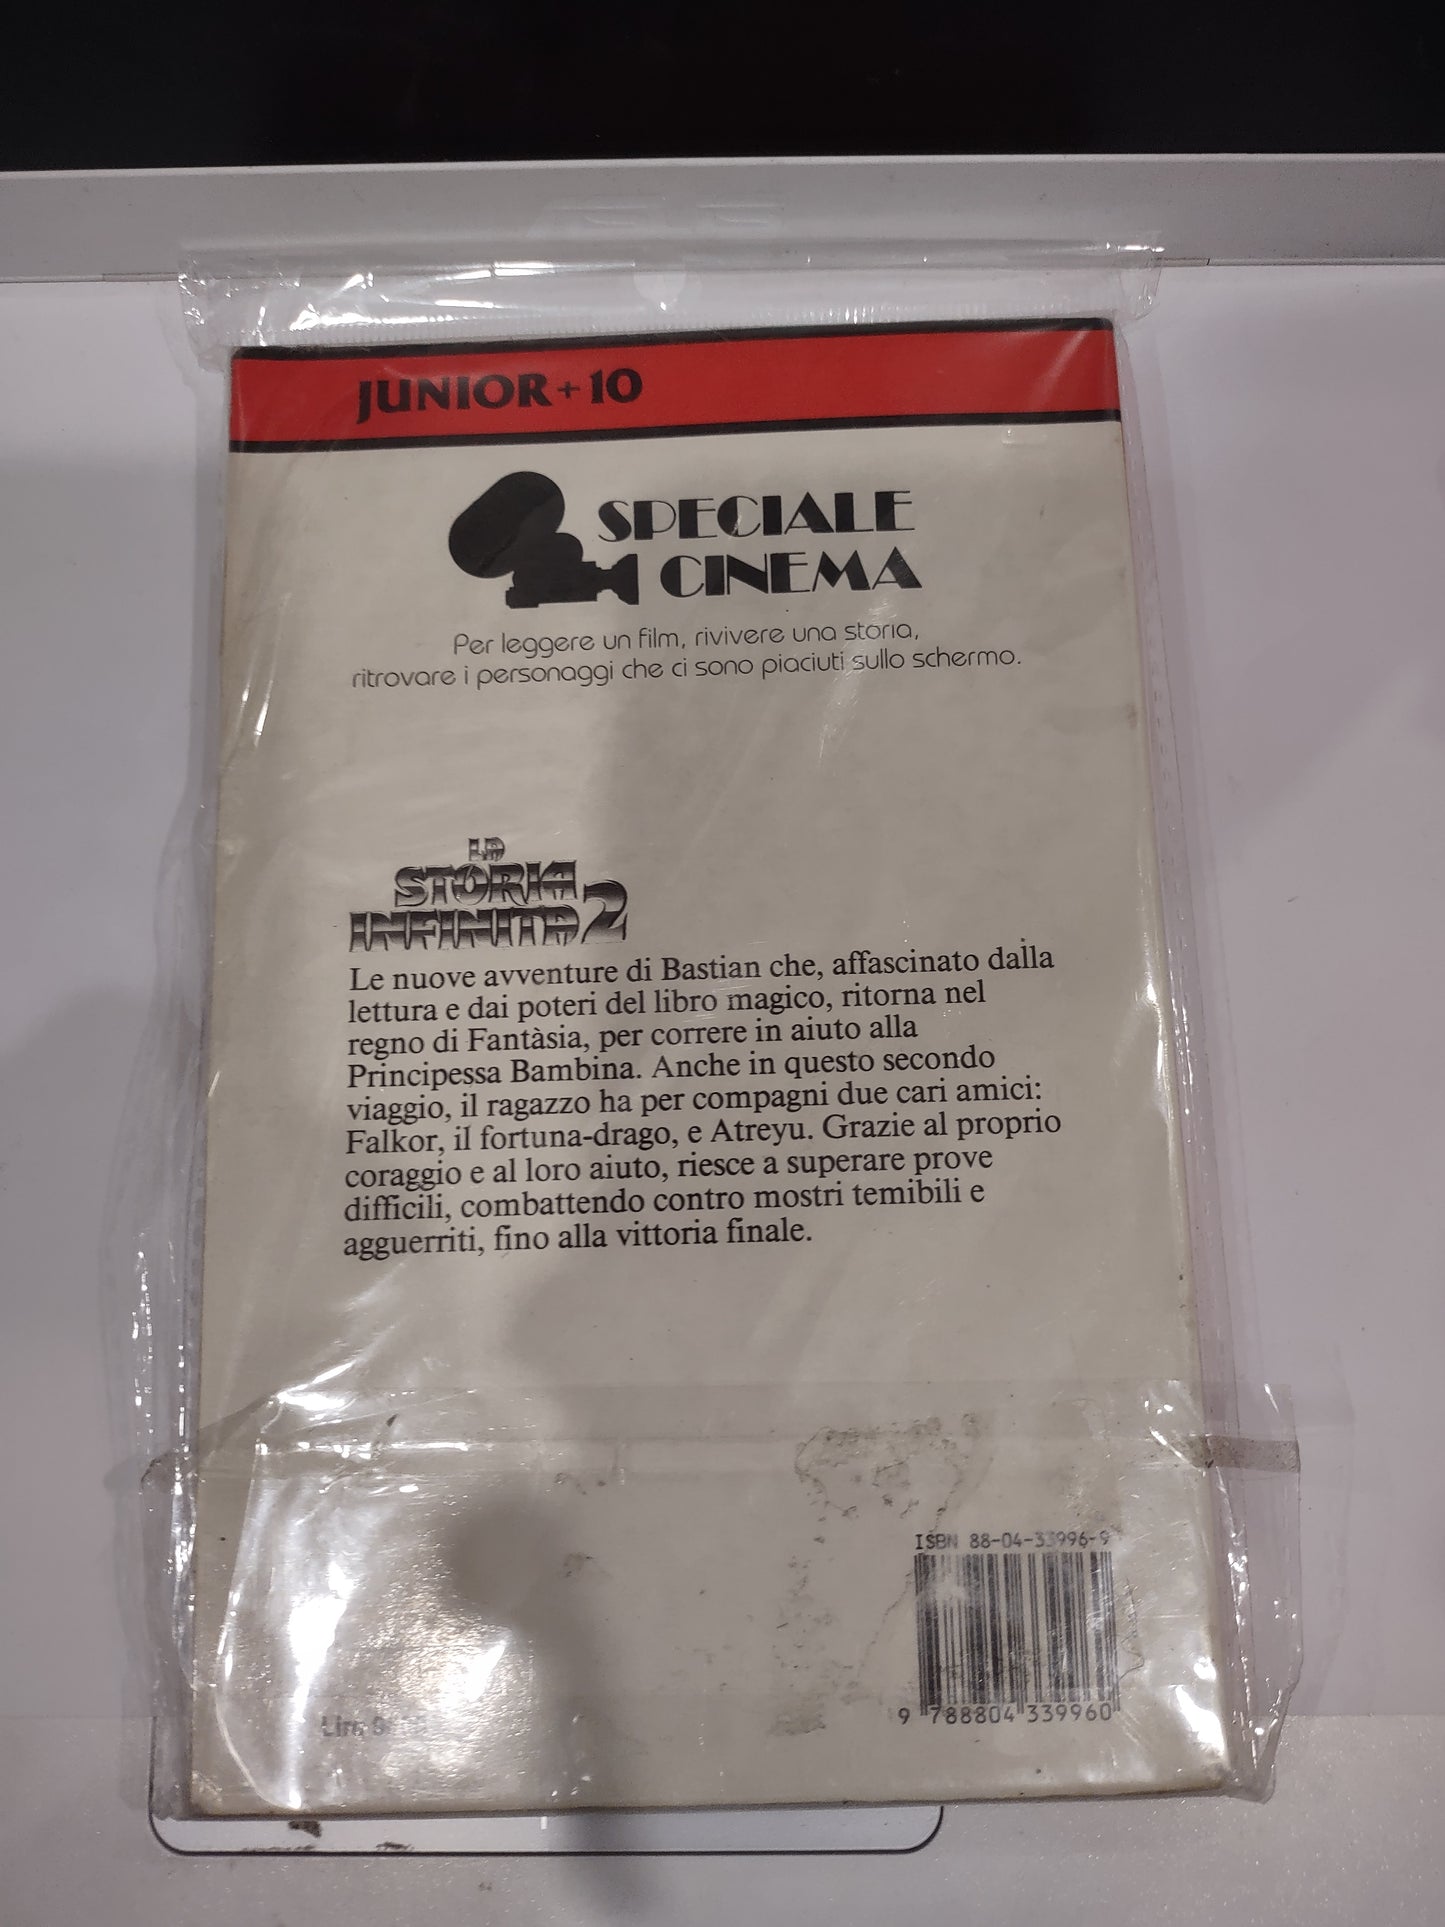 JUNIOR+10
SPECIALE
CINEMA
Per leggere un film, rivivere una storia,
ritrovare i personaggi che ci sono piaciuti sullo schermo.
LA
STORIA
INFINITA 2
Le nuove avventure di Bastian che, affascinato dalla
lettura e dai poteri del libro magico, ritorna nel
regno di Fantàsia, per correre in aiuto alla
Principessa Bambina. Anche in questo secondo
viaggio, il ragazzo ha per compagni due cari amici:
Falkor, il fortuna-drago, e Atreyu. Grazie al proprio
coraggio e al loro aiuto, riesce a superare prove
difficili, combattendo contro mostri temibili e
agguerriti, fino alla vittoria finale.
ISBN 88-04-33996-9
9 788804 339960
Lire